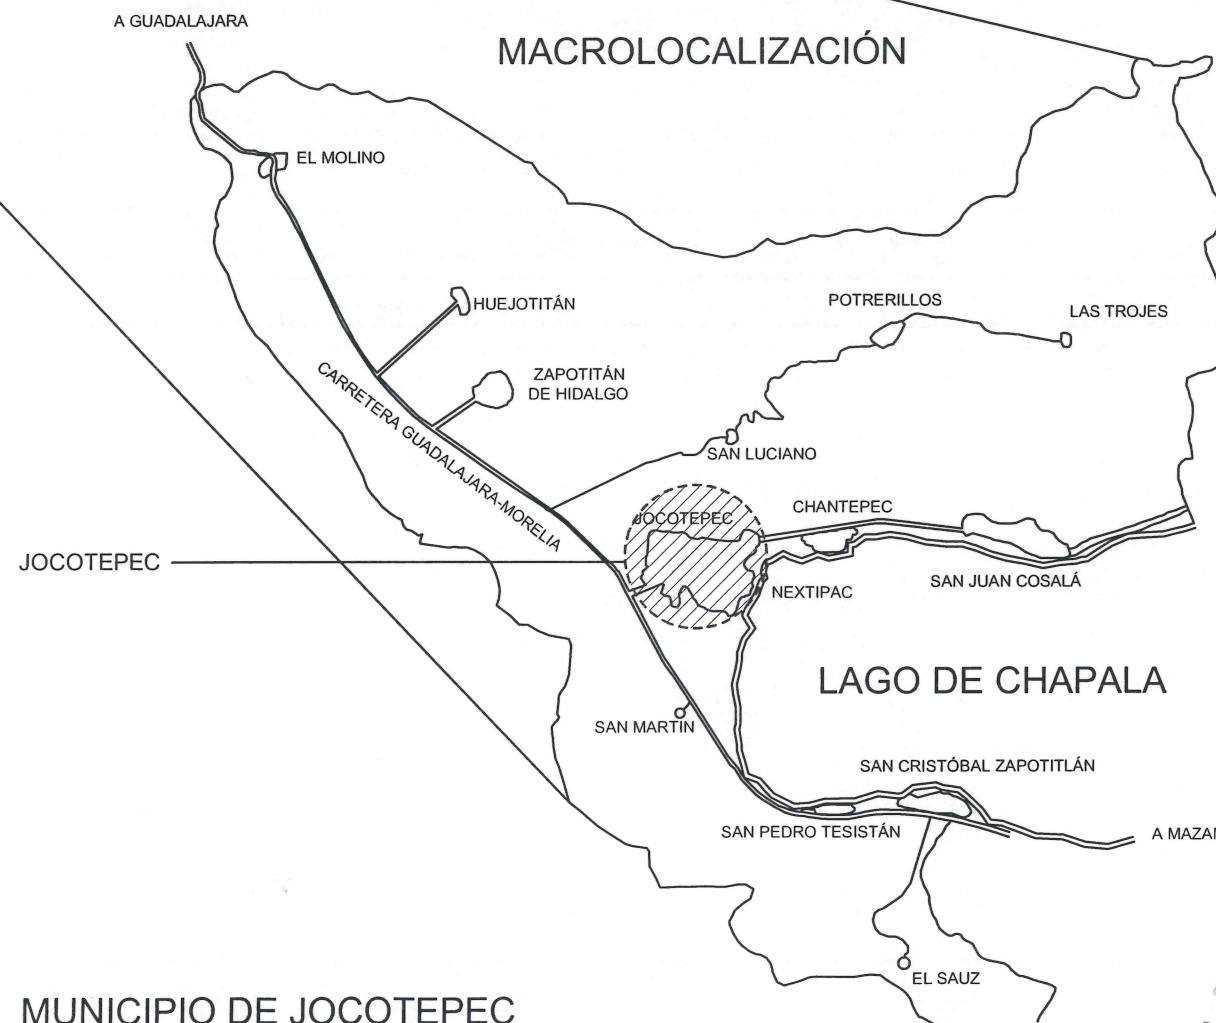 A GUADALAJARA
MACROLOCALIZACIÓN
EL MOLINO
HUEJOTITÁN
POTRERILLOS
LAS TROJES
ZAPOTITÁN
DE HIDALGO
CARRETERA GUADALAJARA-MORELIA
SAN LUCIANO
JOCOTEPEC
CHANTEPEC
JOCOTEPEC
SAN JUAN COSALÁ
NEXTIPAC
LAGO DE CHAPALA
SAN MARTÍN
SAN CRISTÓBAL ZAPOTITLÁN
SAN PEDRO TESISTÁN
A MAZA
EL SAUZ
MUNICIPIO DE JOCOTEPEC